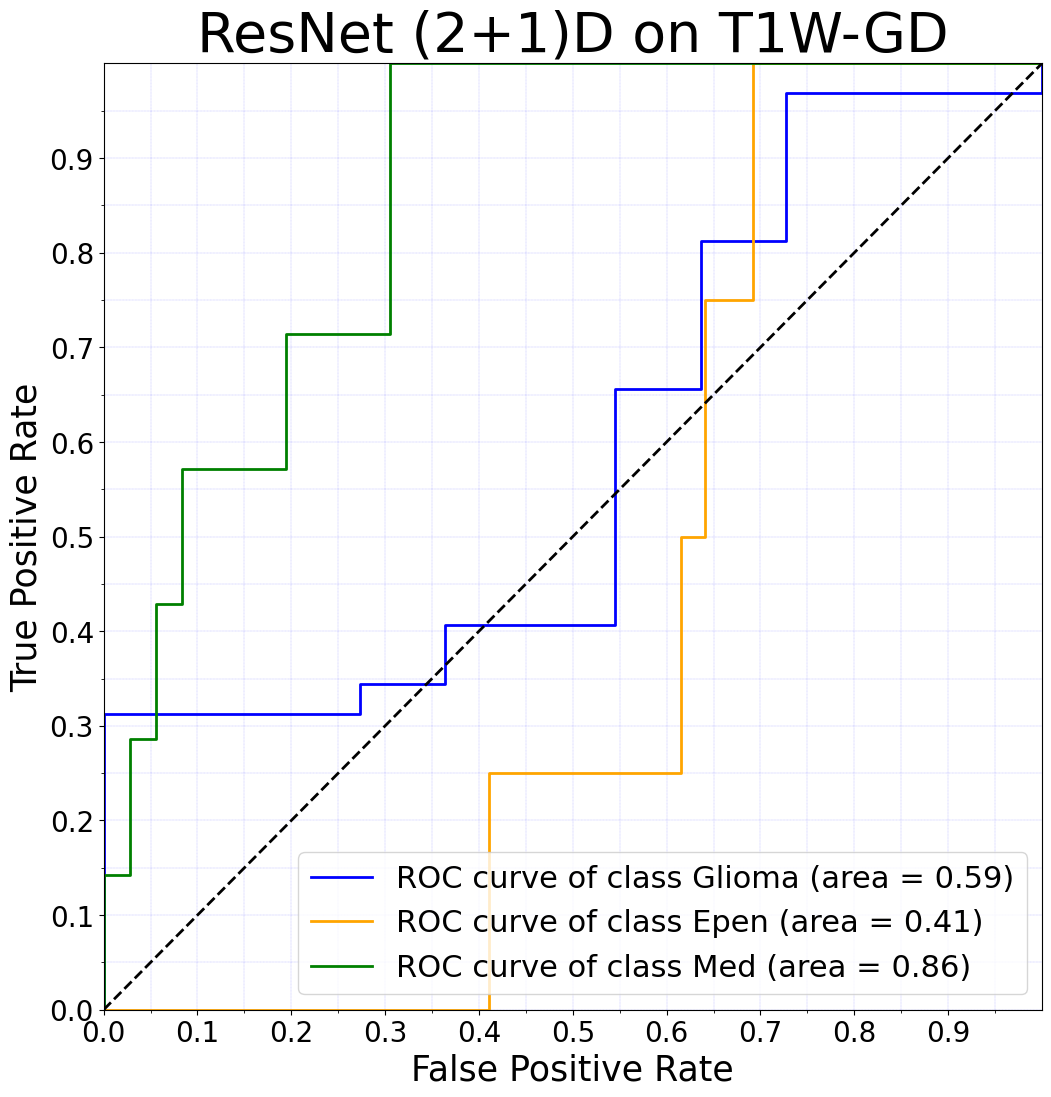 ResNet (2+1)D on T1W-GD
True Positive Rate
0.9
0.8
0.7
0.6
0.5
0.4
0.3
0.2
0.1
0.0
ROC curve of class Glioma (area = 0.59)
ROC curve of class Epen (area = 0.41)
ROC curve of class Med (area = 0.86)
0.0 0.1 0.2 0.3 0.4 0.5 0.6 0.7 0.8 0.9
False Positive Rate